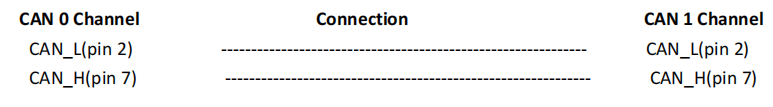 CAN 0 Channel Connection CAN 1 Channel
CAN_L(pin 2) ------------------------------------------------------------- CAN_L(pin 2)
CAN_H(pin 7) ------------------------------------------------------------- CAN_H(pin 7)